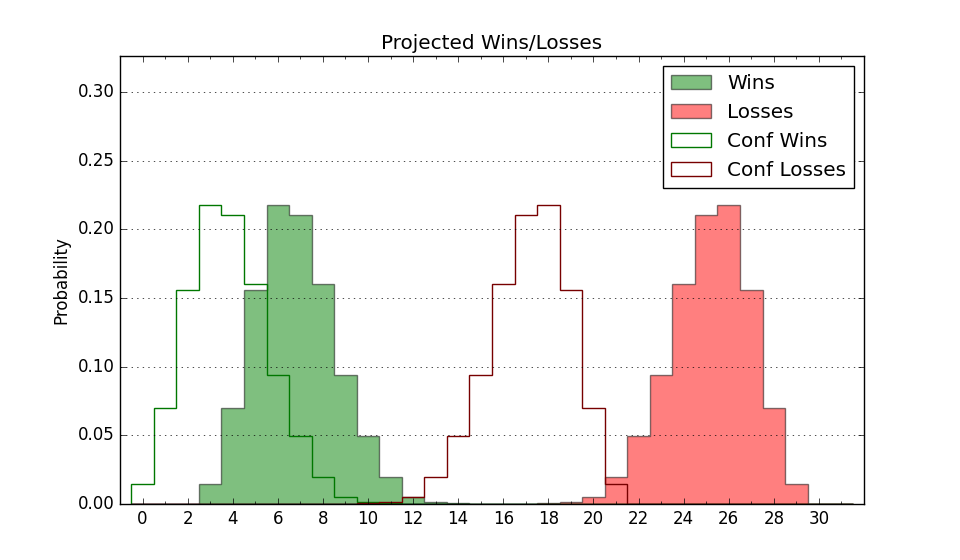 Projected Wins/Losses
Wins
Losses
Conf Wins
Conf Losses
Probability
0.30
0.25
0.20
0.15
0.10
0.05
0.00
0 2 4 6 8 10 12 14 16 18 20 22 24 26 28 30